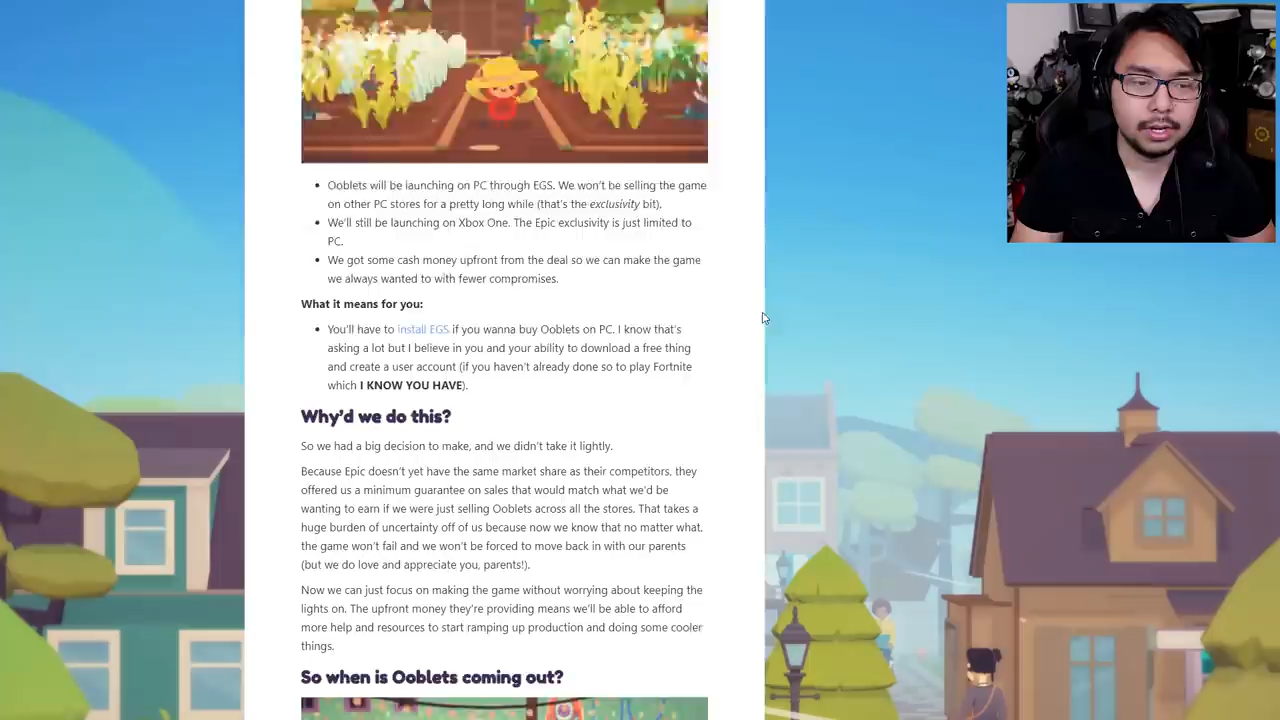 Ooblets will be launching on PC through EGS. We won't be selling the game
on other PC stores for a pretty long while (that's the exclusivity bit),
We'll still be launching on Xbox One. The Epic exclusivity is just limited to
PC.
We got some cash money upfront from the deal so we can make the game
we always wanted to with fewer compromises.
What it means for you:
You'll have to install EGS if you wanna buy Ooblets on PC. I know that's
asking a lot but I believe in you and your ability to download a free thing
and create a user account (if you haven't already done so to play Fortnite
which I KNOW YOU HAVE).
Why'd we do this?
So we had a big decision to make, and we didn't take it lightly.
Because Epic doesn't yet have the same market share as their competitors, they
offered us a minimum guarantee on sales that would match what we'd be
wanting to earn if we were just selling Ooblets across all the stores. That takes a
huge burden of uncertainty off of us because now we know that no matter what,
the game won't fail and we won't be forced to move back in with our parents
(but we do love and appreciate you, parents!).
Now we can just focus on making the game without worrying about keeping the
lights on. The upfront money they're providing means we'll be able to afford
more help and resources to start ramping up production and doing some cooler
things.
So when is Ooblets coming out?